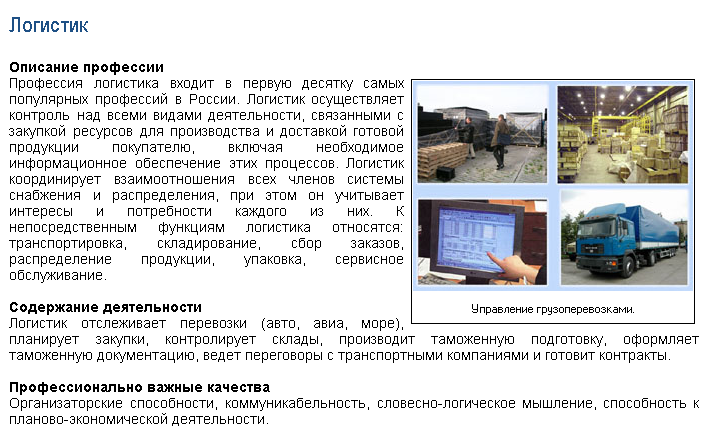 Логистик
Описание профессии
Профессия логистика входит в первую десятку самых
популярных профессий в России. Логистик осуществляет
контроль над всеми видами деятельности, связанными с
закупкой ресурсов для производства и доставкой готовой
продукции покупателю, включая необходимое
информационное обеспечение этих процессов. Логистик
координирует взаимоотношения всех членов системы
снабжения и распределения, при этом он учитывает
интересы и потребности каждого из них. К
непосредственным функциям логистика относятся:
транспортировка, складирование, сбор заказов,
распределение продукции, упаковка, сервисное
обслуживание.
Управление грузоперевозками.
Содержание деятельности
Логистик отслеживает перевозки (авто, авиа, море),
планирует закупки, контролирует склады, производит таможенную подготовку, оформляет
таможенную документацию, ведет переговоры с транспортными компаниями и готовит контракты.
Профессионально важные качества
Организаторские способности, коммуникабельность, словесно-логическое мышление, способность к
планово-экономической деятельности.